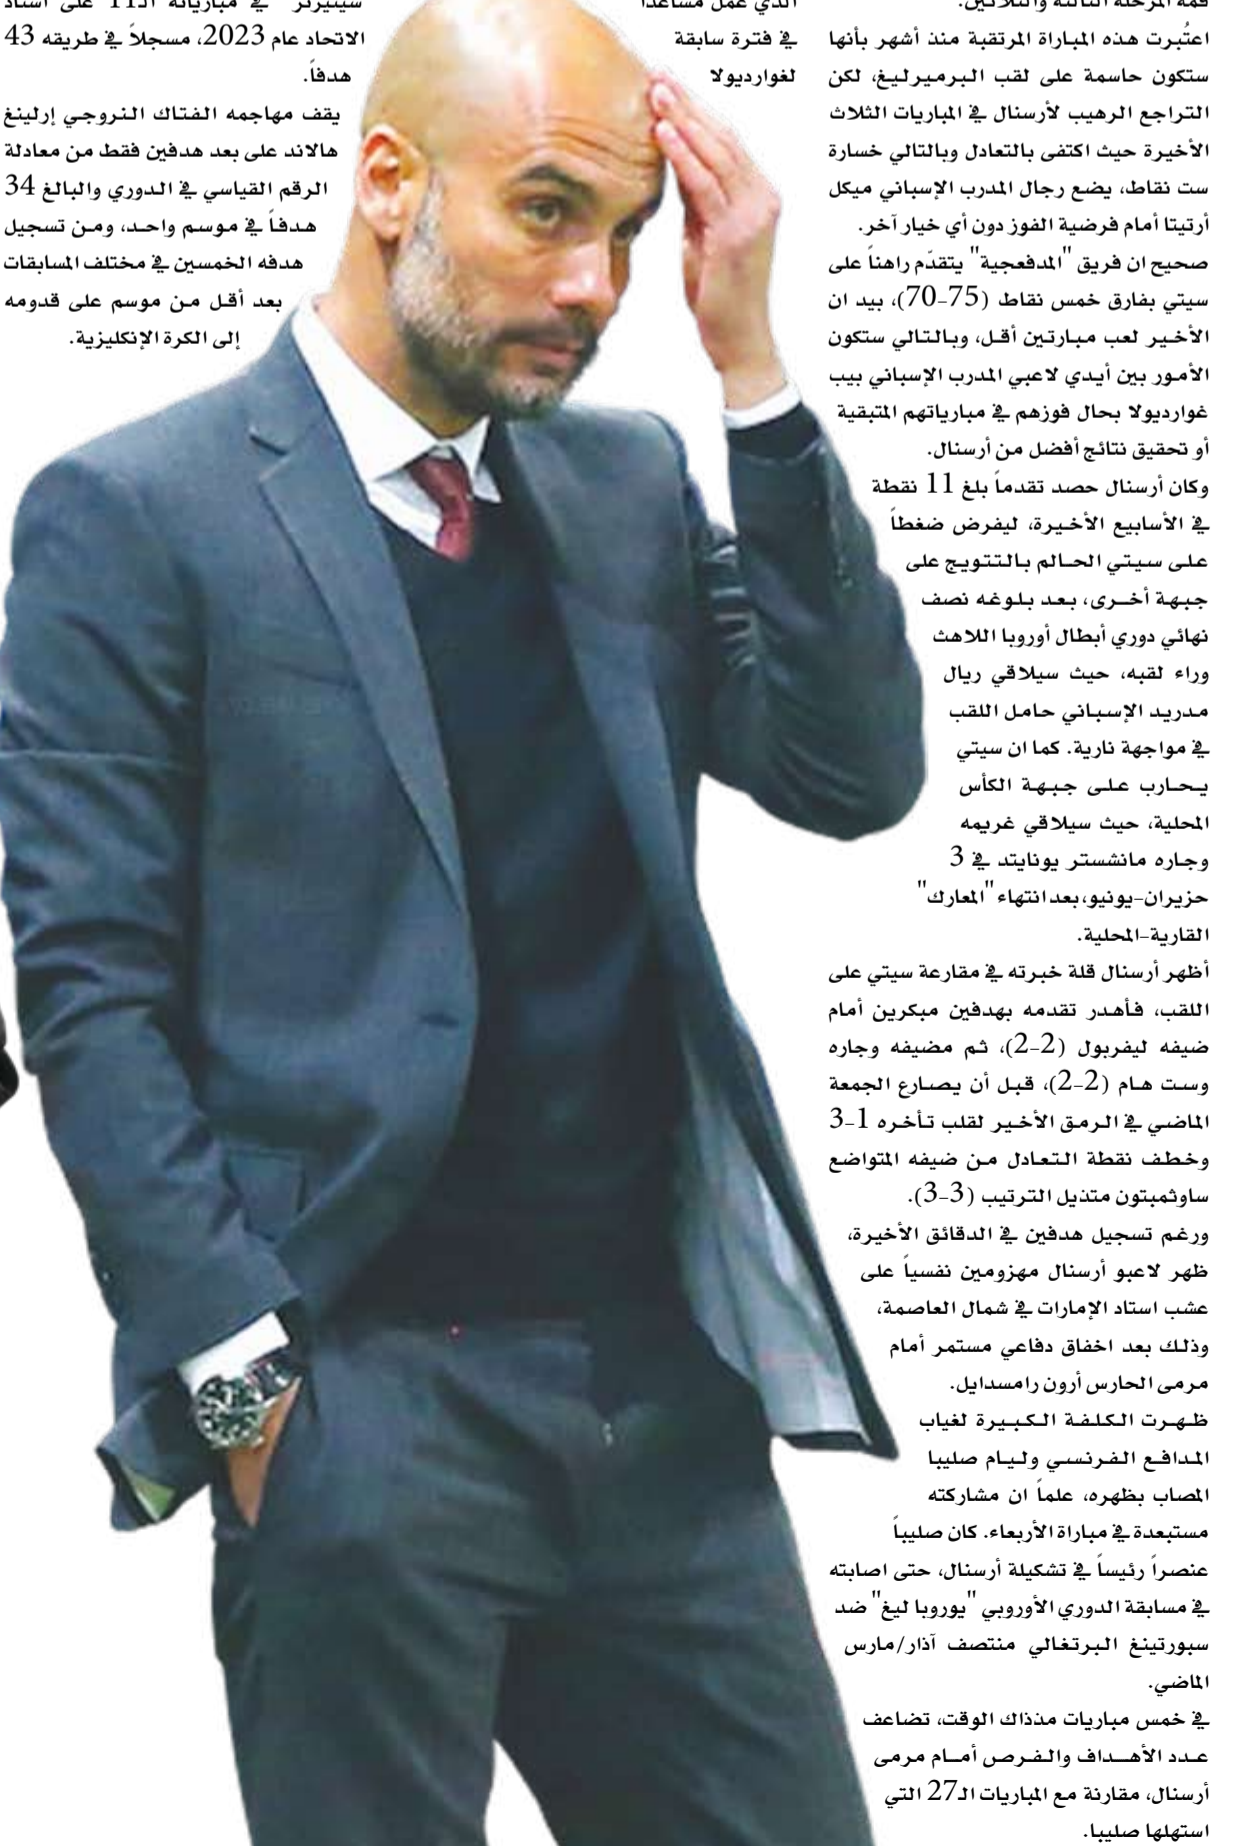 قمة المرحلة الثالثة والثلاثين.
اعتُبرت هذه المباراة المرتقبة منذ أشهر بأنها
ستكون حاسمة على لقب البرميرليغ، لكن
التراجع الرهيب لأرسنال في المباريات الثلاث
الأخيرة حيث اكتفى بالتعادل وبالتالي خسارة
ست نقاط، يضع رجال المدرب الإسباني ميكل
أرتيتا أمام فرضية الفوز دون أي خيار آخر.
صحيح ان فريق "المدفعجية" يتقدّم راهناً على
سيتي بفارق خمس نقاط (75-70)، بيد ان
الأخير لعب مبارتين أقل، وبالتالي ستكون
الأمور بين أيدي لاعبي المدرب الإسباني بيب
غوارديولا بحال فوزهم في مبارياتهم المتبقية
أو تحقيق نتائج أفضل من أرسنال.
وكان أرسنال حصد تقدماً بلغ 11 نقطة
في الأسابيع الأخيرة، ليفرض ضغطاً
على سيتي الحالم بالتتويج على
جبهة أخرى، بعد بلوغه نصف
نهائي دوري أبطال أوروبا اللاهث
وراء لقبه، حيث سيلاقي ريال
مدريد الإسباني حامل اللقب
في مواجهة نارية. كما ان سيتي
يحارب على جبهة الكأس
المحلية، حيث سيلاقي غريمه
وجاره مانشستر يونايتد في 3
حزيران-يونيو، بعد انتهاء "المعارك"
القارية-المحلية.
أظهر أرسنال قلة خبرته في مقارعة سيتي على
اللقب، فأهدر تقدمه بهدفين مبكرين أمام
ضيفه ليفربول (2-2)، ثم مضيفه وجاره
وست هام (2-2)، قبل أن يصارع الجمعة
الماضي في الرمق الأخير لقلب تأخره 1-3
وخطف نقطة التعادل من ضيفه المتواضع
ساوثمبتون متذيل الترتيب (3-3).
ورغم تسجيل هدفين في الدقائق الأخيرة،
ظهر لاعبو أرسنال مهزومين نفسياً على
عشب استاد الإمارات في شمال العاصمة،
وذلك بعد اخفاق دفاعي مستمر أمام
مرمى الحارس أرون رامسدايل.
ظهرت الكلفة الكبيرة لغياب
المدافع الفرنسي وليام صليبا
المصاب بظهره، علماً ان مشاركته
مستبعدة في مباراة الأربعاء. كان صليباً
عنصراً رئيساً في تشكيلة أرسنال، حتى اصابته
في مسابقة الدوري الأوروبي "يوروبا ليغ" ضد
سبورتينغ البرتغالي منتصف آذار/مارس
الماضي.
في خمس مباريات مذذاك الوقت، تضاعف
عدد الأهداف والفرص أمام مرمى
أرسنال، مقارنة مع المباريات الـ27 التي
استهلها صليبا.
الذي عمل مساعداً
في فترة سابقة
لغوارديولا
سيتيزنز" في مبارياته الـ11 على استاد
الاتحاد عام 2023، مسجلاً في طريقه 43
هدفاً.
يقف مهاجمه الفتاك النروجي إرلينغ
هالاند على بعد هدفين فقط من معادلة
الرقم القياسي في الدوري والبالغ 34
هدفاً في موسم واحد، ومن تسجيل
هدفه الخمسين في مختلف المسابقات
بعد أقل من موسم على قدومه
إلى الكرة الإنكليزية.